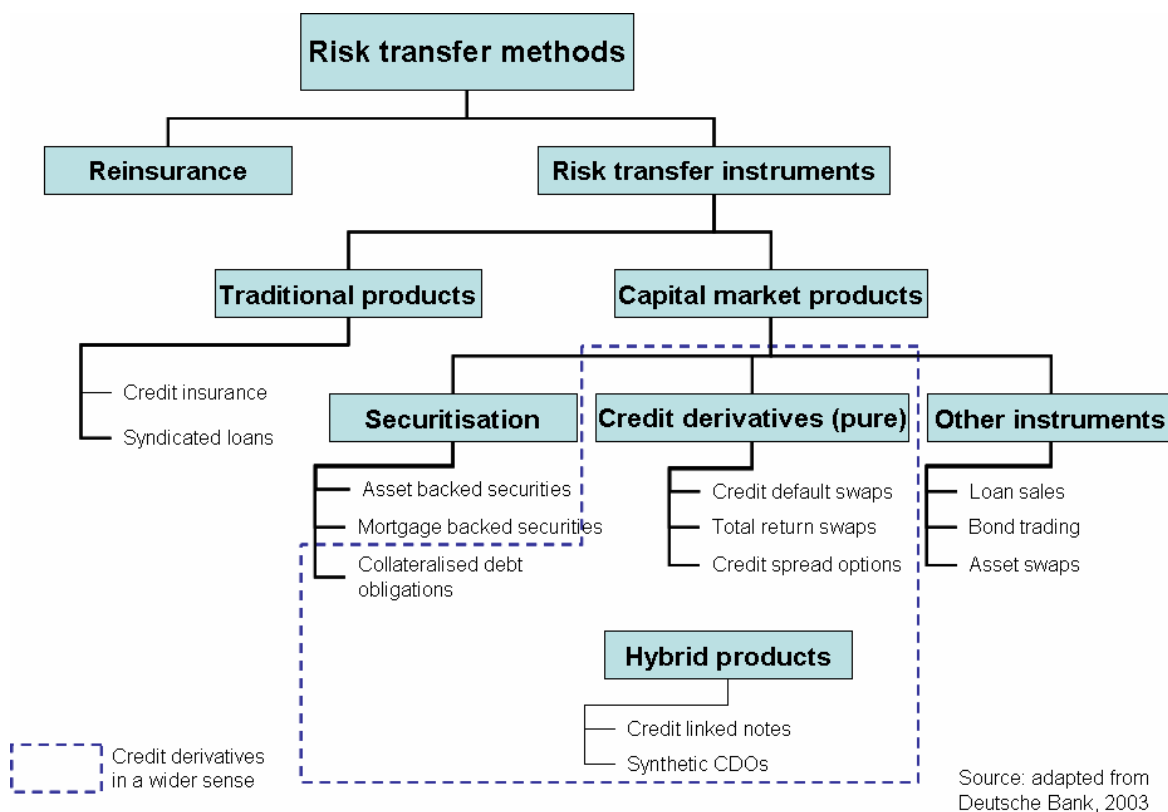 Risk transfer methods
Reinsurance
Risk transfer instruments
Traditional products
Capital market products
Credit insurance
Syndicated loans
Securitisation
Credit derivatives (pure)
Other instruments
Asset backed securities
Mortgage backed securities
Collateralised debt
obligations
Credit default swaps
Total return swaps
Credit spread options
Loan sales
Bond trading
Asset swaps
Hybrid products
Credit linked notes
Synthetic CDOs
Credit derivatives
in a wider sense
Source: adapted from
Deutsche Bank, 2003